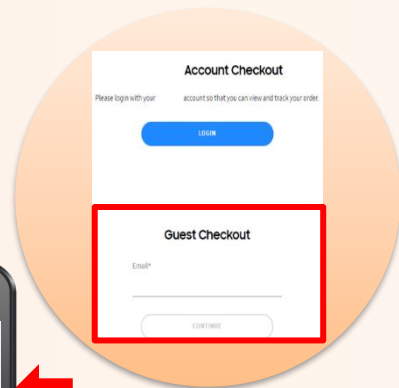 Account Checkout
Please login with your account so that you can view and track your order.
LOGIN
Guest Checkout
Email*
CONTINUE